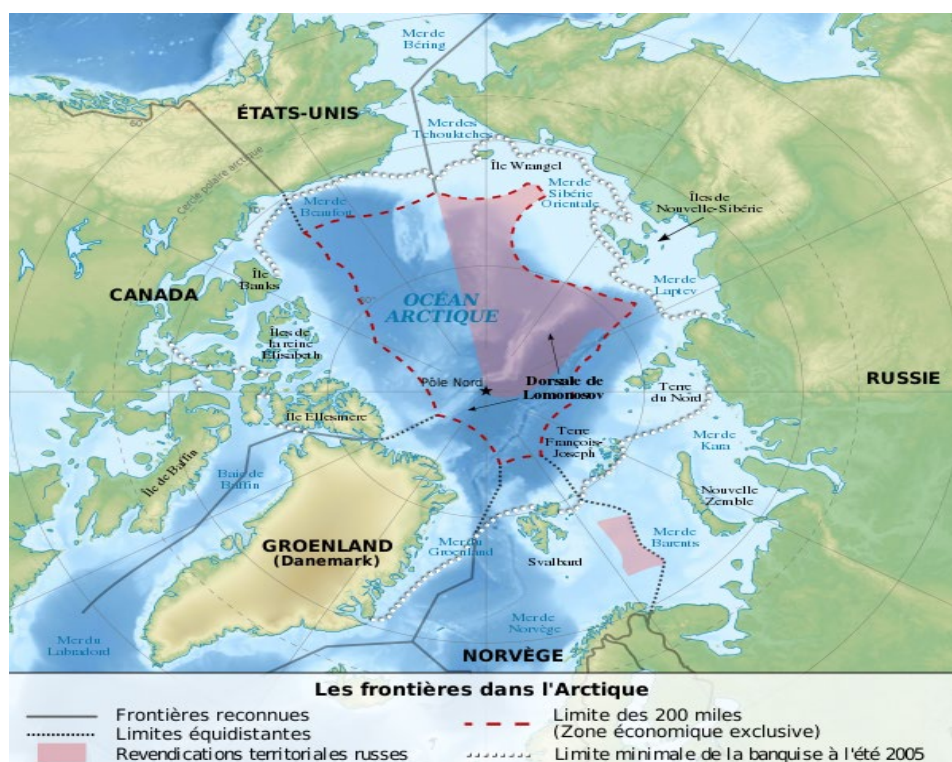 Mer de
Béring
ÉTATS-UNIS
60°
Cercle polaire arctique
Mer des
Tchouktches
Île Wrangel
Mer de
Sibérie
Orientale
Îles de
Nouvelle-Sibérie
Mer de
Beaufort
Île
Banks
CANADA
OCÉAN
ARCTIQUE
Mer de
Laptev
Îles de
la reine
Elisabeth
Pôle Nord
Dorsale de
Lomonosov
RUSSIE
Terre
du Nord
Île Ellesmere
Terre
François-
Joseph
Mer de
Kara
Île de Baffin
Baie de
Baffin
Nouvelle
Zemble
GROENLAND
(Danemark)
Mer du
Groenland
Svalbard
Mer de
Barents
Mer du
Labradord
Mer de
Norvège
NORVÈGE
Les frontières dans l'Arctique
Frontières reconnues
Limites équidistantes
Revendications territoriales russes
Limite des 200 miles
(Zone économique exclusive)
Limite minimale de la banquise à l'été 2005